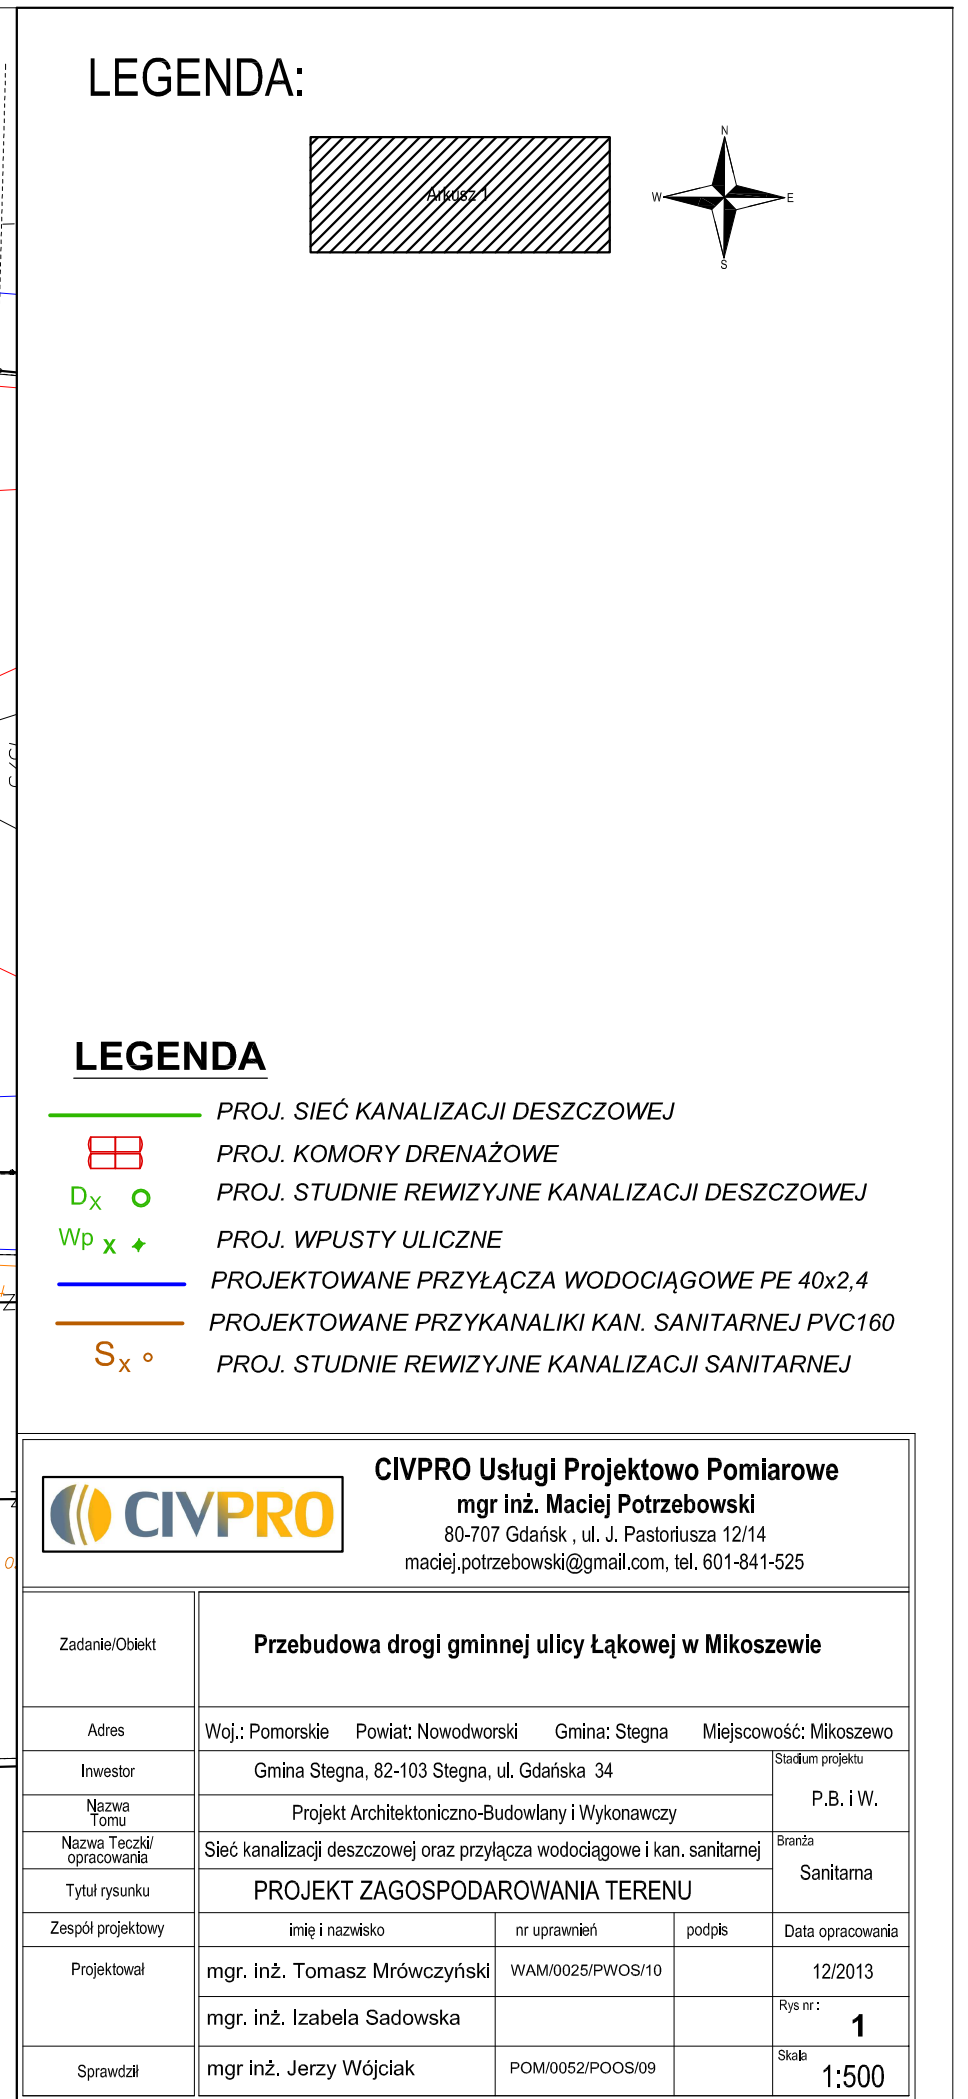 LEGENDA:
Arkusz 1
N
W
E
S
LEGENDA
PROJ. SIEĆ KANALIZACJI DESZCZOWEJ
PROJ. KOMORY DRENAŻOWE
Dx PROJ. STUDNIE REWIZYJNE KANALIZACJI DESZCZOWEJ
Wp x PROJ. WPUSTY ULICZNE
PROJEKTOWANE PRZYŁĄCZA WODOCIĄGOWE PE 40x2,4
PROJEKTOWANE PRZYKANALIKI KAN. SANITARNEJ PVC160
Sx PROJ. STUDNIE REWIZYJNE KANALIZACJI SANITARNEJ
CIVPRO
CIVPRO Usługi Projektowo Pomiarowe
mgr inż. Maciej Potrzebowski
80-707 Gdańsk , ul. J. Pastoriusza 12/14
maciej.potrzebowski@gmail.com, tel. 601-841-525
Zadanie/Obiekt
Przebudowa drogi gminnej ulicy Łąkowej w Mikoszewie
Adres
Woj.: Pomorskie Powiat: Nowodworski Gmina: Stegna Miejscowość: Mikoszewo
Inwestor
Gmina Stegna, 82-103 Stegna, ul. Gdańska 34
Stadium projektu
P.B. i W.
Nazwa
Tomu
Projekt Architektoniczno-Budowlany i Wykonawczy
Nazwa Teczki/
opracowania
Sieć kanalizacji deszczowej oraz przyłącza wodociągowe i kan. sanitarnej
Branża
Sanitarna
Tytuł rysunku
PROJEKT ZAGOSPODAROWANIA TERENU
Zespół projektowy imię i nazwisko nr uprawnień podpis Data opracowania
Projektował mgr. inż. Tomasz Mrówczyński WAM/0025/PWOS/10 12/2013
mgr. inż. Izabela Sadowska
Rys nr :
1
Sprawdził mgr inż. Jerzy Wójciak POM/0052/POOS/09
Skala
1:500